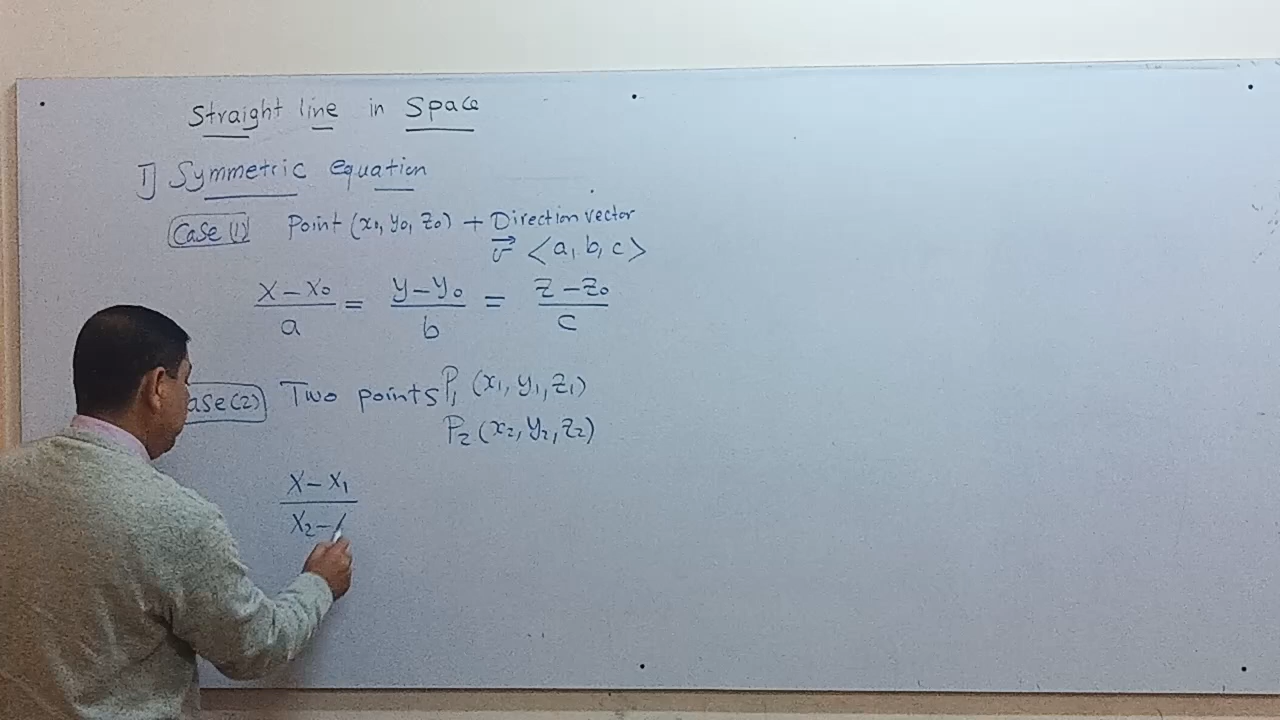 Straight line in Space
I] Symmetric equation
Case (1) Point (x₀, y₀, z₀) + Direction vector
v⃗ <a, b, c>
x-x₀/a = y-y₀/b = z-z₀/c
ase (2) Two points P₁ (x₁, y₁, z₁)
P₂ (x₂, y₂, z₂)
x-x₁/x₂-